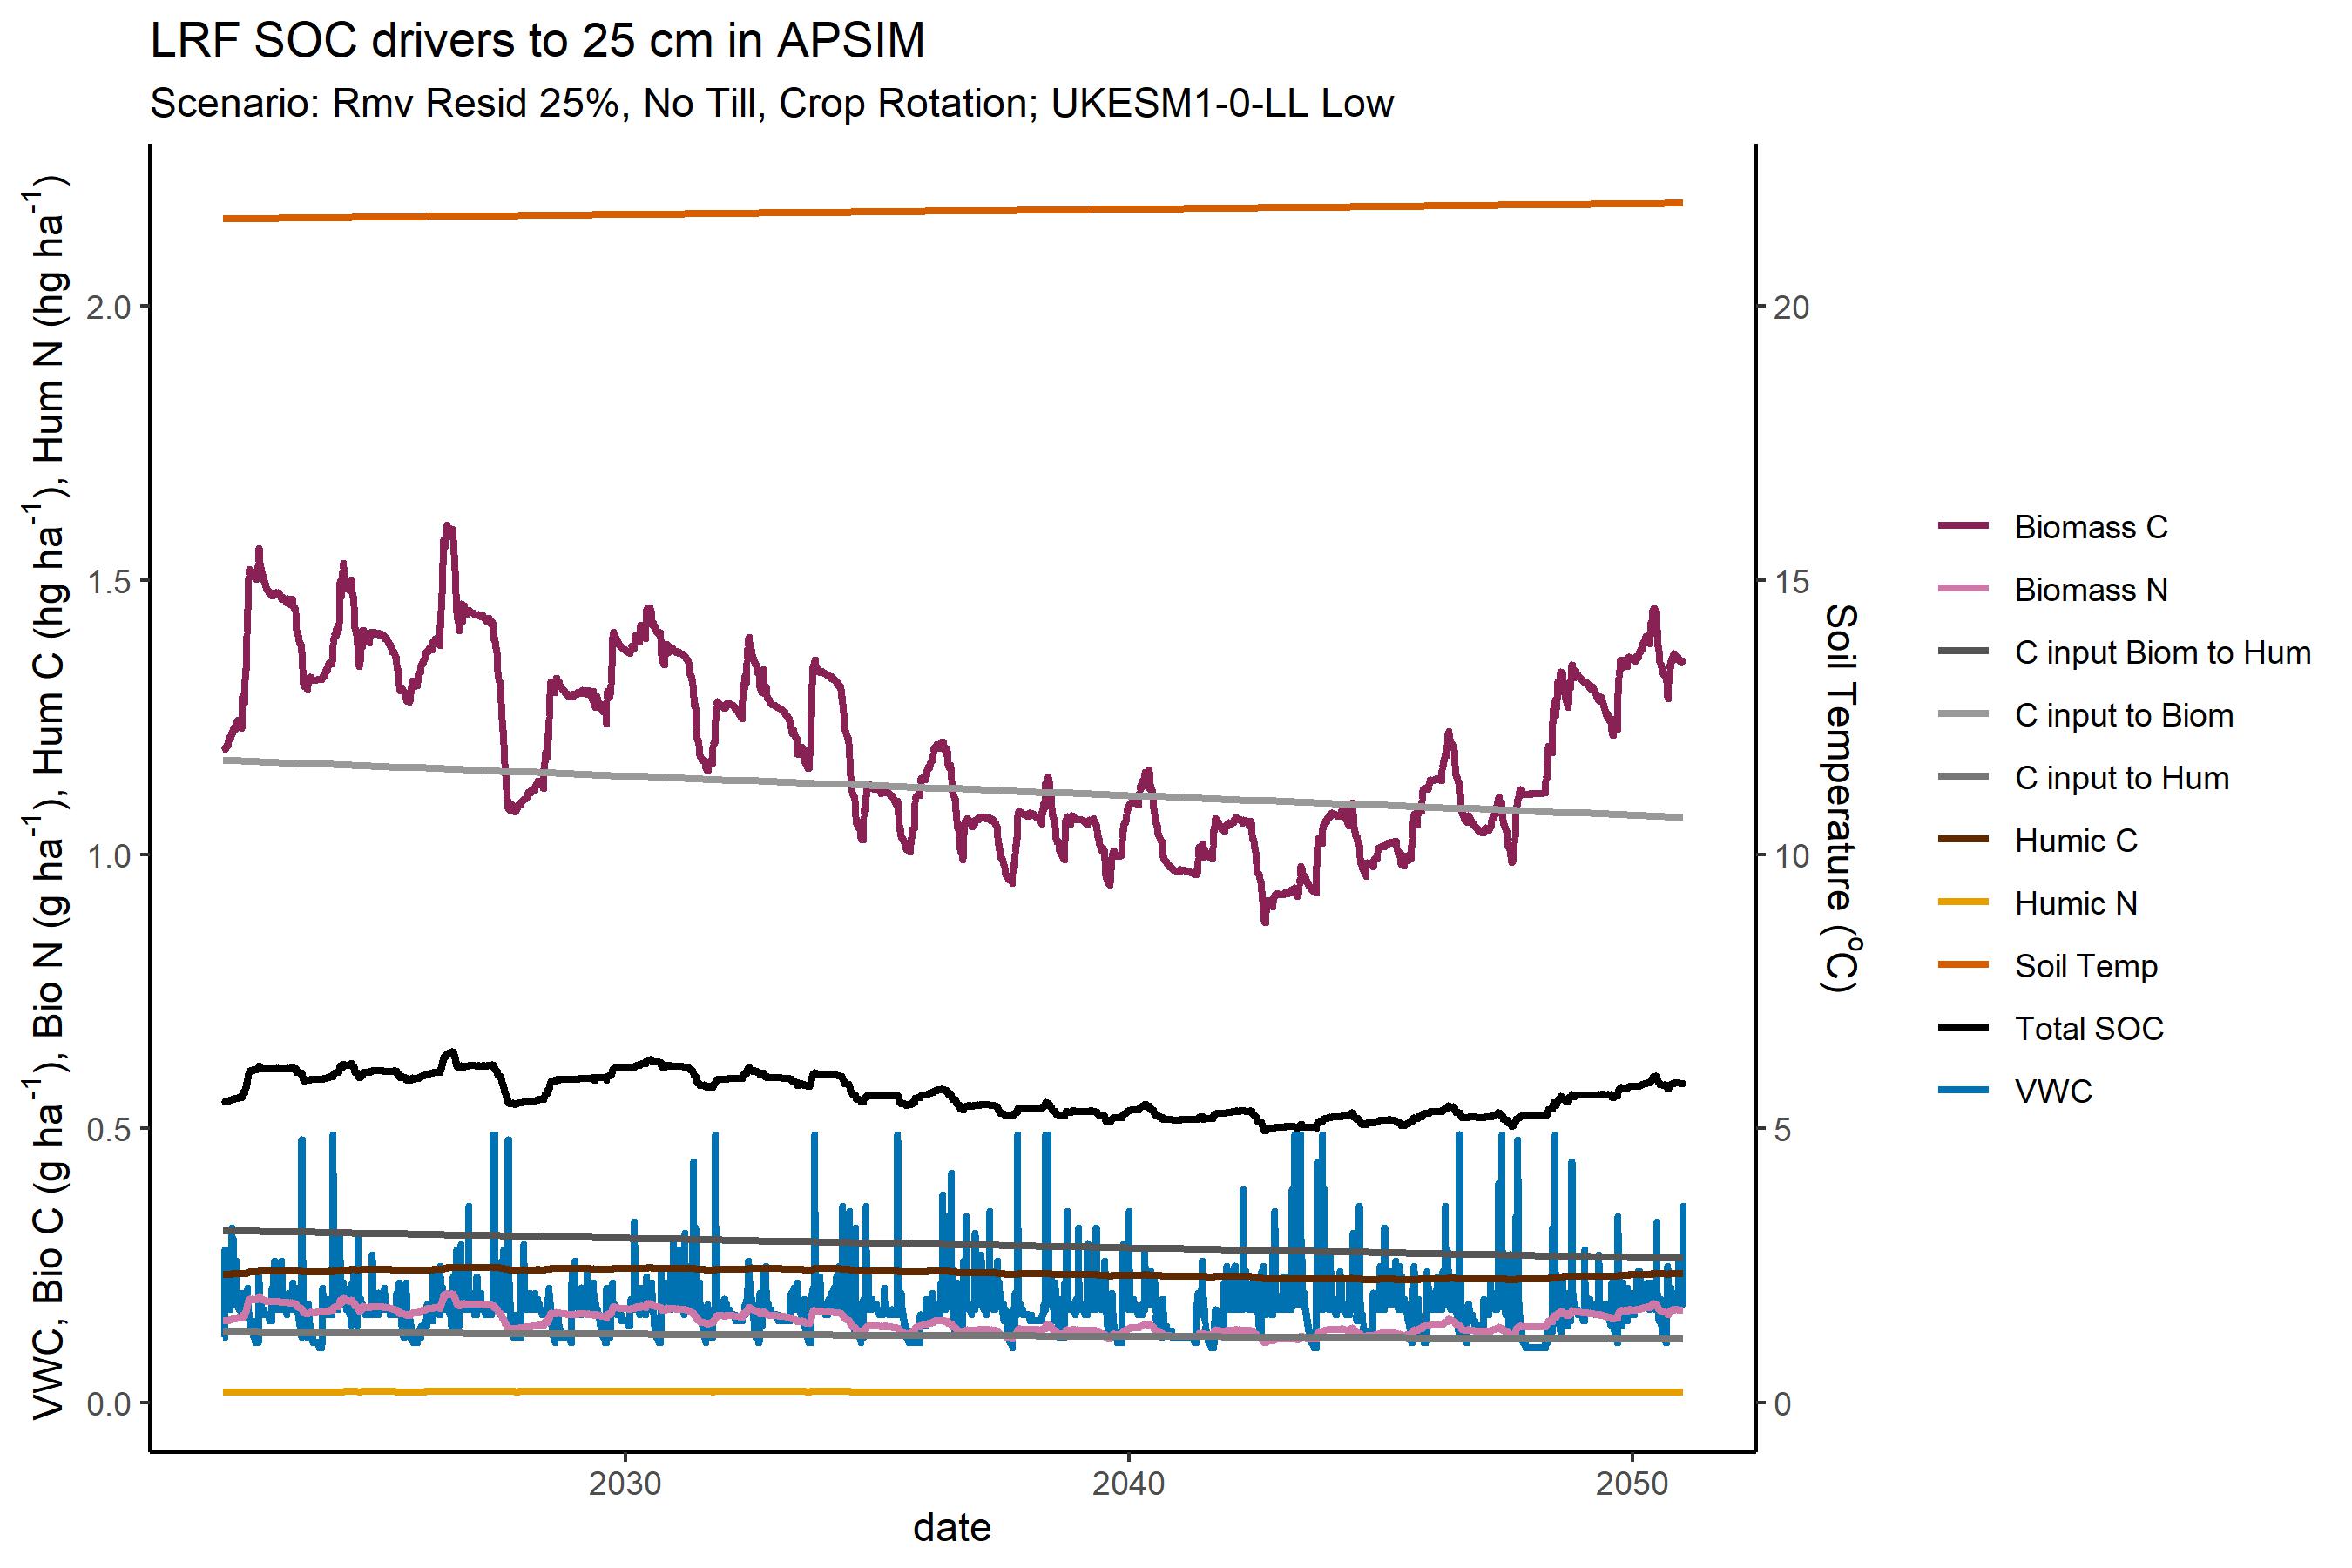 LRF SOC drivers to 25 cm in APSIM
Scenario: Rmv Resid 25%, No Till, Crop Rotation; UKESM1-0-LL Low
VWC, Bio C (g ha⁻¹), Bio N (g ha⁻¹), Hum C (hg ha⁻¹), Hum N (hg ha⁻¹)
2.0
1.5
1.0
0.5
0.0
20
15
10
5
0
Soil Temperature (°C)
2030
2040
2050
date
Biomass C
Biomass N
C input Biom to Hum
C input to Biom
C input to Hum
Humic C
Humic N
Soil Temp
Total SOC
VWC